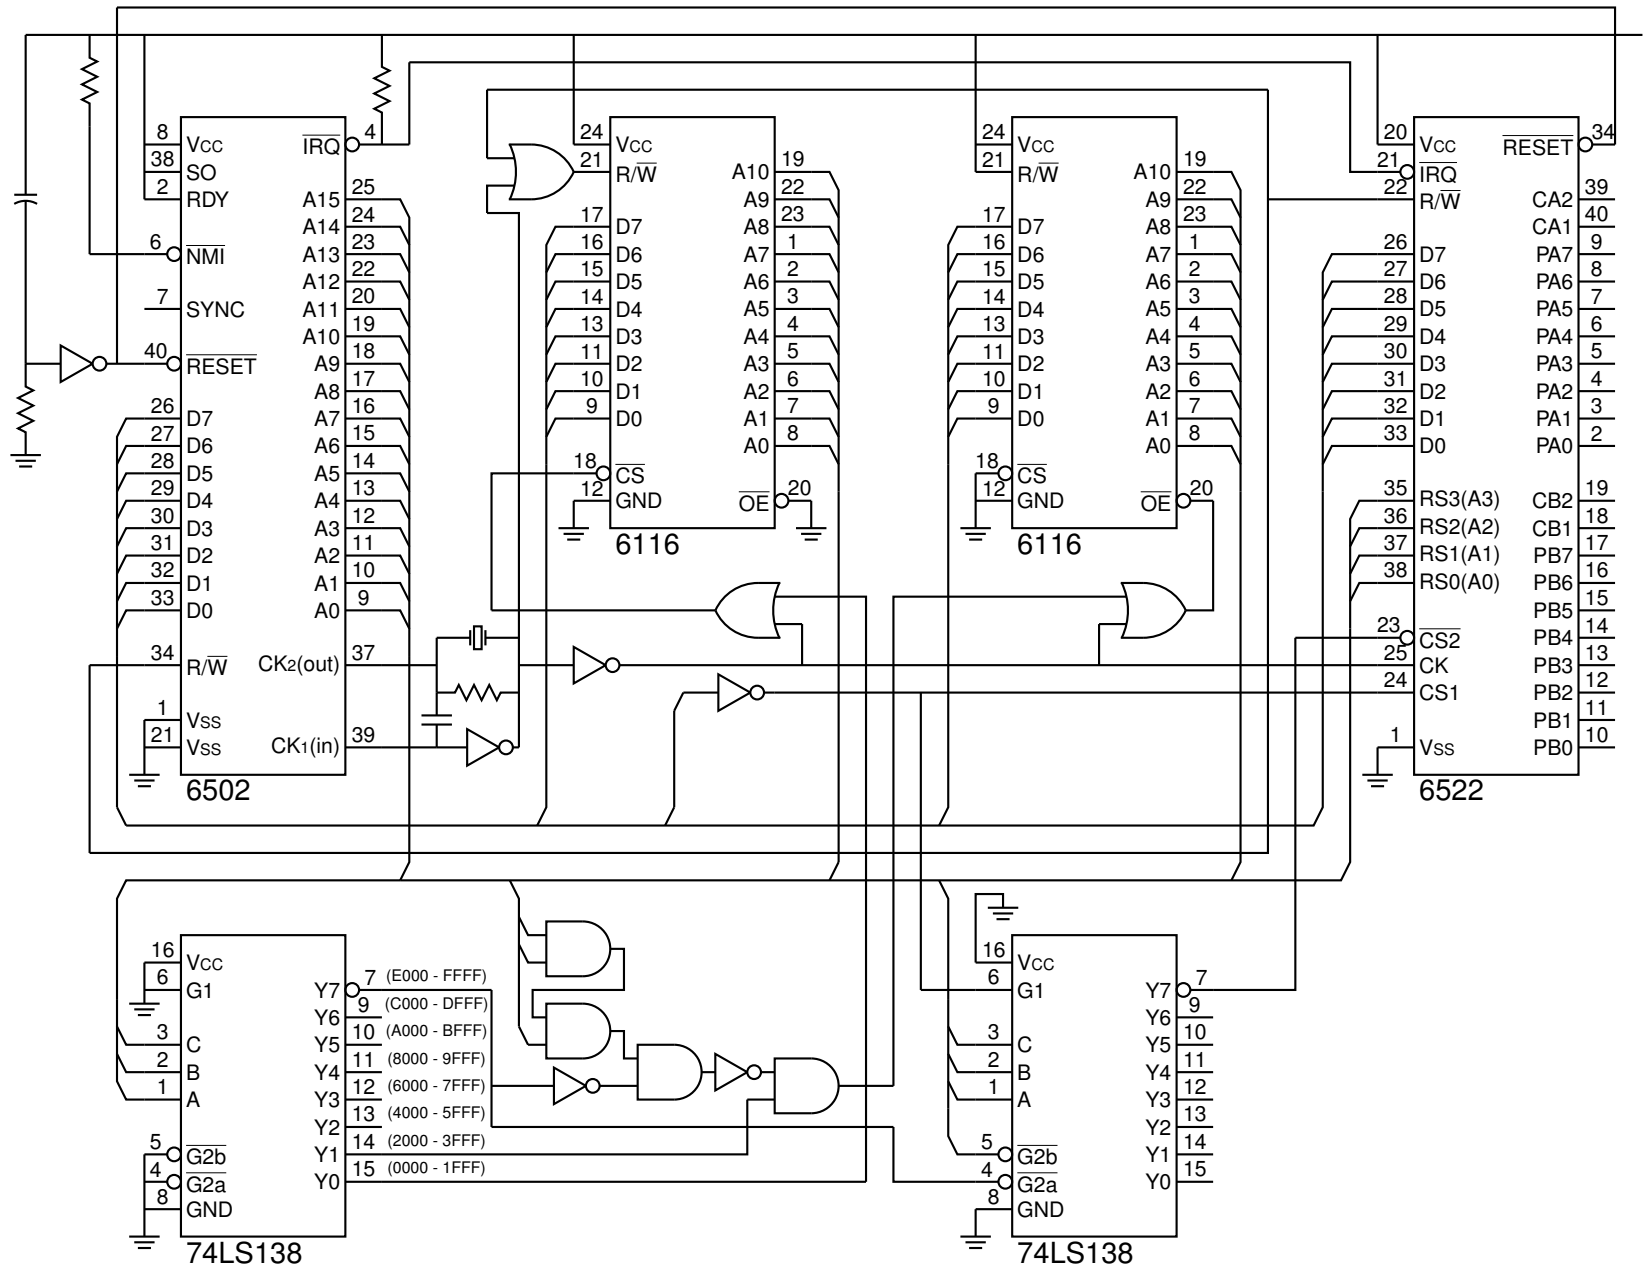 8 VCC
38 SO
2 RDY
6 NMI
7 SYNC
40 RESET
26 D7
27 D6
28 D5
29 D4
30 D3
31 D2
32 D1
33 D0
34 R/W
1 VSS
21 VSS
IRQ 4
A15 25
A14 24
A13 23
A12 22
A11 20
A10 19
A9 18
A8 17
A7 16
A6 15
A5 14
A4 13
A3 12
A2 11
A1 10
A0 9
CK2(out) 37
CK1(in) 39
6502
24 VCC
21 R/W
17 D7
16 D6
15 D5
14 D4
13 D3
11 D2
10 D1
9 D0
18 CS
12 GND
A10 19
A9 22
A8 23
A7 1
A6 2
A5 3
A4 4
A3 5
A2 6
A1 7
A0 8
OE 20
6116
24 VCC
21 R/W
17 D7
16 D6
15 D5
14 D4
13 D3
11 D2
10 D1
9 D0
18 CS
12 GND
A10 19
A9 22
A8 23
A7 1
A6 2
A5 3
A4 4
A3 5
A2 6
A1 7
A0 8
OE 20
6116
20 VCC
21 IRQ
22 R/W
26 D7
27 D6
28 D5
29 D4
30 D3
31 D2
32 D1
33 D0
35 RS3(A3)
36 RS2(A2)
37 RS1(A1)
38 RS0(A0)
23 CS2
25 CK
24 CS1
1 VSS
RESET 34
CA2 39
CA1 40
PA7 9
PA6 8
PA5 7
PA4 6
PA3 5
PA2 4
PA1 3
PA0 2
CB2 19
CB1 18
PB7 17
PB6 16
PB5 15
PB4 14
PB3 13
PB2 12
PB1 11
PB0 10
6522
16 VCC
6 G1
3 C
2 B
1 A
5 G2b
4 G2a
8 GND
Y7 7 (E000 - FFFF)
Y6 9 (C000 - DFFF)
Y5 10 (A000 - BFFF)
Y4 11 (8000 - 9FFF)
Y3 12 (6000 - 7FFF)
Y2 13 (4000 - 5FFF)
Y1 14 (2000 - 3FFF)
Y0 15 (0000 - 1FFF)
74LS138
16 VCC
6 G1
3 C
2 B
1 A
5 G2b
4 G2a
8 GND
Y7 7
Y6 9
Y5 10
Y4 11
Y3 12
Y2 13
Y1 14
Y0 15
74LS138